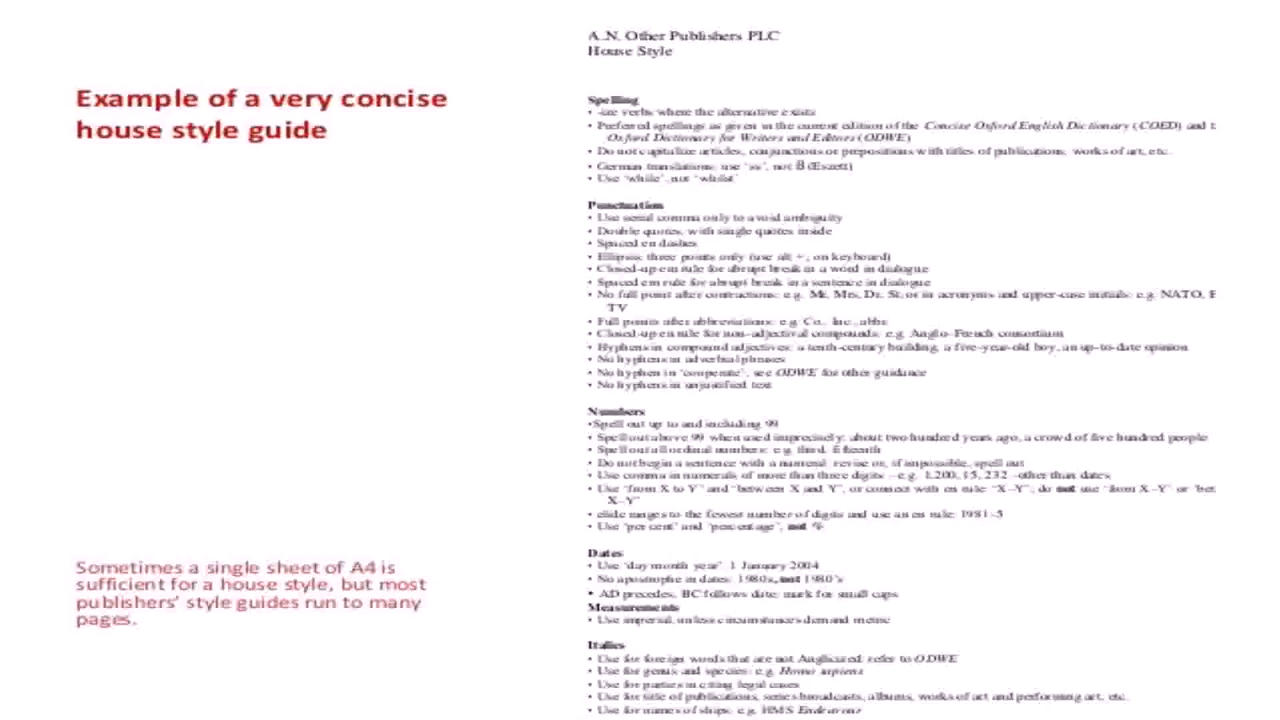 Example of a very concise
house style guide
Sometimes a single sheet of A4 is
sufficient for a house style, but most
publishers' style guides run to many
pages.
A.N. Other Publishers PLC
House Style
Spelling
• -ize verbs where the alternative exists
• Preferred spellings as given in the current edition of the Concise Oxford English Dictionary (COED) and t
Oxford Dictionary for Writers and Editors (ODWE)
• Do not capitalize articles, conjunctions or prepositions with titles of publications, works of art, etc.
• German translations: use 'ss', not ß (Eszett)
• Use 'while', not 'whilst'
Punctuation
• Use serial comma only to avoid ambiguity
• Double quotes, with single quotes inside
• Spaced en dashes
• Ellipsis: three points only (use alt + ; on keyboard)
• Closed-up em rule for abrupt break in a word in dialogue
• Spaced em rule for abrupt break in a sentence in dialogue
• No full point after contractions: e.g. Mr, Mrs, Dr, St; or in acronyms and upper-case initials: e.g. NATO,
TV
• Full points after abbreviations: e.g. Co., Inc., abbr.
• Closed-up en rule for non-adjectival compounds: e.g. Anglo–French consortium
• Hyphens in compound adjectives: a tenth-century building, a five-year-old boy, an up-to-date opinion
• No hyphens in adverbial phrases
• No hyphen in 'cooperate', see ODWE for other guidance
• No hyphens in unjustified text
Numbers
•Spell out up to and including 99
• Spell out above 99 when used imprecisely: about two hundred years ago, a crowd of five hundred people
• Spell out all ordinal numbers: e.g. third, fifteenth
• Do not begin a sentence with a numeral: revise or, if impossible, spell out
• Use comma in numerals of more than three digits – e.g. 1,200, 15, 232 –other than dates
• Use "from X to Y" and "between X and Y", or connect with en rule "X–Y"; do not use "from X–Y" or
X–Y"
• elide ranges to the fewest number of digits and use an en rule: 1981–5
• Use 'per cent' and 'percentage', not %
Dates
• Use 'day month year' 1 January 2004
• No apostrophe in dates: 1980s, not 1980's
• AD precedes, BC follows date; mark for small caps
Measurements
• Use imperial, unless circumstances demand metric
Italics
• Use for foreign words that are not Anglicized: refer to ODWE
• Use for genus and species: e.g. Homo sapiens
• Use for parties in citing legal cases
• Use for title of publications, series broadcasts, albums, works of art and performing art, etc.
• Use for names of ships: e.g. HMS Endeavour